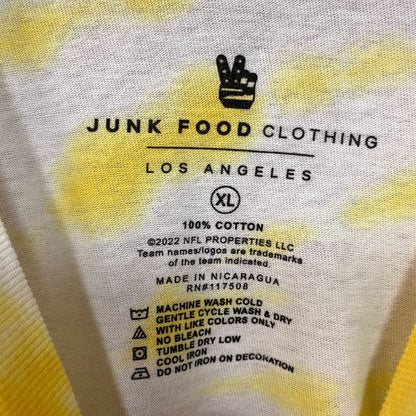 JUNK FOOD CLOTHING
LOS ANGELES
XL
100% COTTON
©2022 NFL PROPERTIES LLC
Team names/logos are trademarks
of the team indicated.
MADE IN NICARAGUA
RN#117508
MACHINE WASH COLD
GENTLE CYCLE WASH & DRY
WITH LIKE COLORS ONLY
NO BLEACH
TUMBLE DRY LOW
COOL IRON
DO NOT IRON ON DECORATION